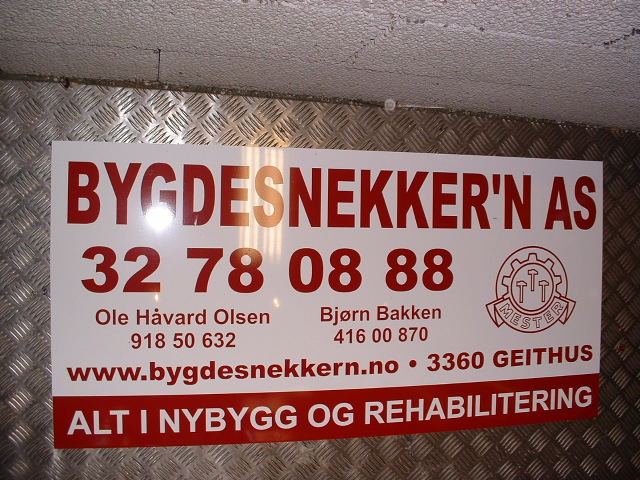 BYGDESNEKKER'N AS
32 78 08 88
Ole Håvard Olsen
918 50 632
Bjørn Bakken
416 00 870
MESTER
www.bygdesnekkern.no • 3360 GEITHUS
ALT I NYBYGG OG REHABILITERING